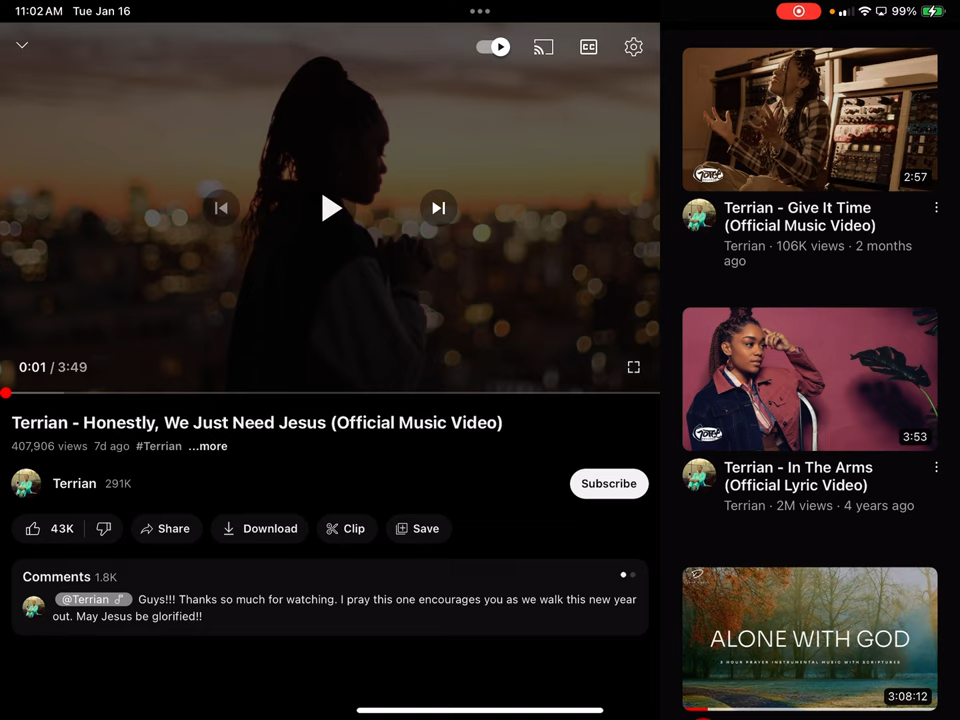 11:02 AM Tue Jan 16
99%
0:01 / 3:49
Terrian - Honestly, We Just Need Jesus (Official Music Video)
407,906 views 7d ago #Terrian ...more
Terrian 291K
Subscribe
43K
Share
Download
Clip
Save
Comments 1.8K
@Terrian Guys!!! Thanks so much for watching. I pray this one encourages you as we walk this new year
out. May Jesus be glorified!!
CC
GOTEE
2:57
Terrian - Give It Time
(Official Music Video)
Terrian · 106K views · 2 months
ago
GOTEE
3:53
Terrian - In The Arms
(Official Lyric Video)
Terrian · 2M views · 4 years ago
ALONE WITH GOD
3 HOUR PRAYER INSTRUMENTAL MUSIC WITH SCRIPTURES
3:08:12